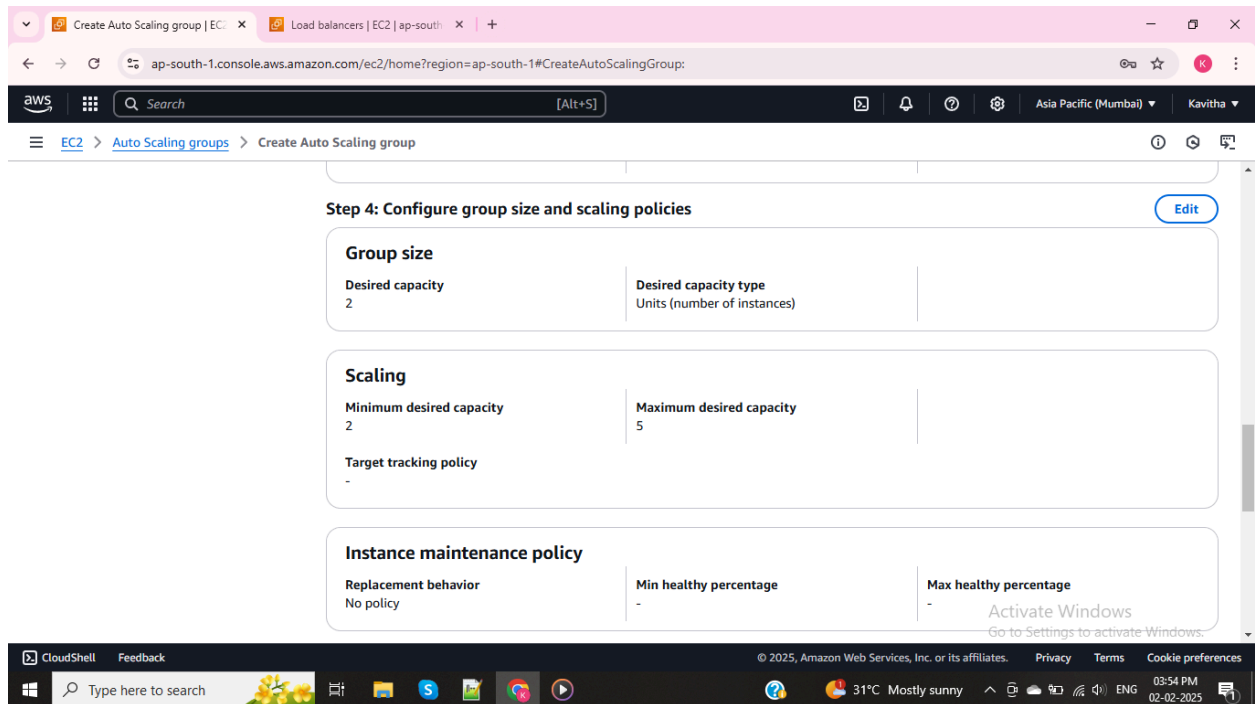 Create Auto Scaling group | EC2
Load balancers | EC2 | ap-south
ap-south-1.console.aws.amazon.com/ec2/home?region=ap-south-1#CreateAutoScalingGroup:
K
aws
Search
[Alt+S]
Asia Pacific (Mumbai)
Kavitha
EC2 > Auto Scaling groups > Create Auto Scaling group
Step 4: Configure group size and scaling policies
Edit
Group size
Desired capacity
2
Desired capacity type
Units (number of instances)
Scaling
Minimum desired capacity
2
Maximum desired capacity
5
Target tracking policy
-
Instance maintenance policy
Replacement behavior
No policy
Min healthy percentage
-
Max healthy percentage
-
Activate Windows
Go to Settings to activate Windows.
CloudShell
Feedback
© 2025, Amazon Web Services, Inc. or its affiliates.
Privacy
Terms
Cookie preferences
Type here to search
31°C Mostly sunny
ENG
03:54 PM
02-02-2025